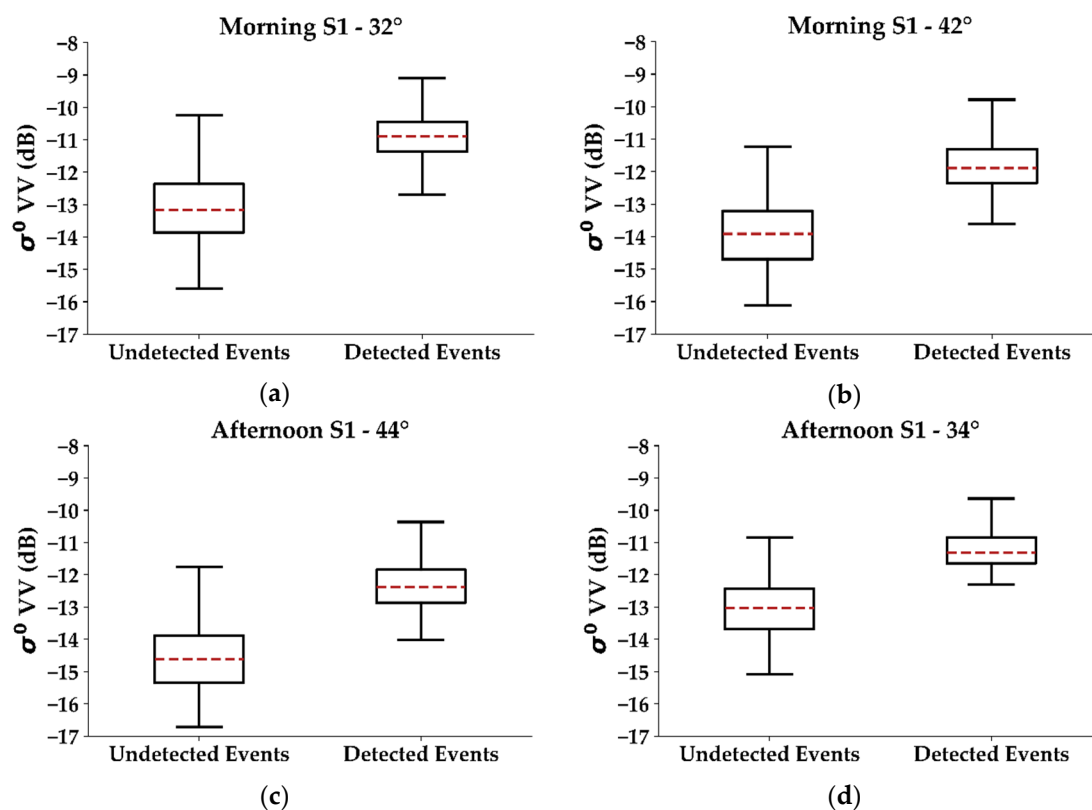 Morning S1 - 32°
−8
−9
−10
−11
−12
−13
−14
−15
−16
−17
σ⁰ VV (dB)
Undetected Events Detected Events
(a)
Morning S1 - 42°
−8
−9
−10
−11
−12
−13
−14
−15
−16
−17
σ⁰ VV (dB)
Undetected Events Detected Events
(b)
Afternoon S1 - 44°
−8
−9
−10
−11
−12
−13
−14
−15
−16
−17
σ⁰ VV (dB)
Undetected Events Detected Events
(c)
Afternoon S1 - 34°
−8
−9
−10
−11
−12
−13
−14
−15
−16
−17
σ⁰ VV (dB)
Undetected Events Detected Events
(d)